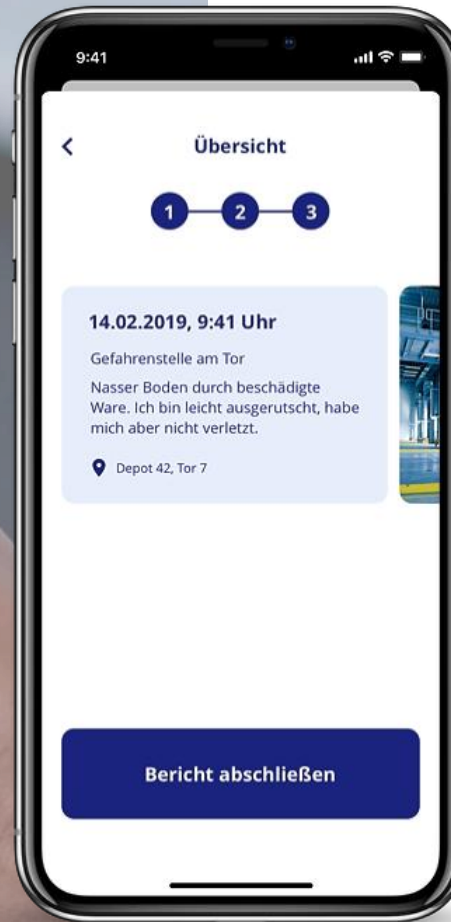 9:41
Übersicht
1 2 3
14.02.2019, 9:41 Uhr
Gefahrenstelle am Tor
Nasser Boden durch beschädigte
Ware. Ich bin leicht ausgerutscht, habe
mich aber nicht verletzt.
Depot 42, Tor 7
Bericht abschließen